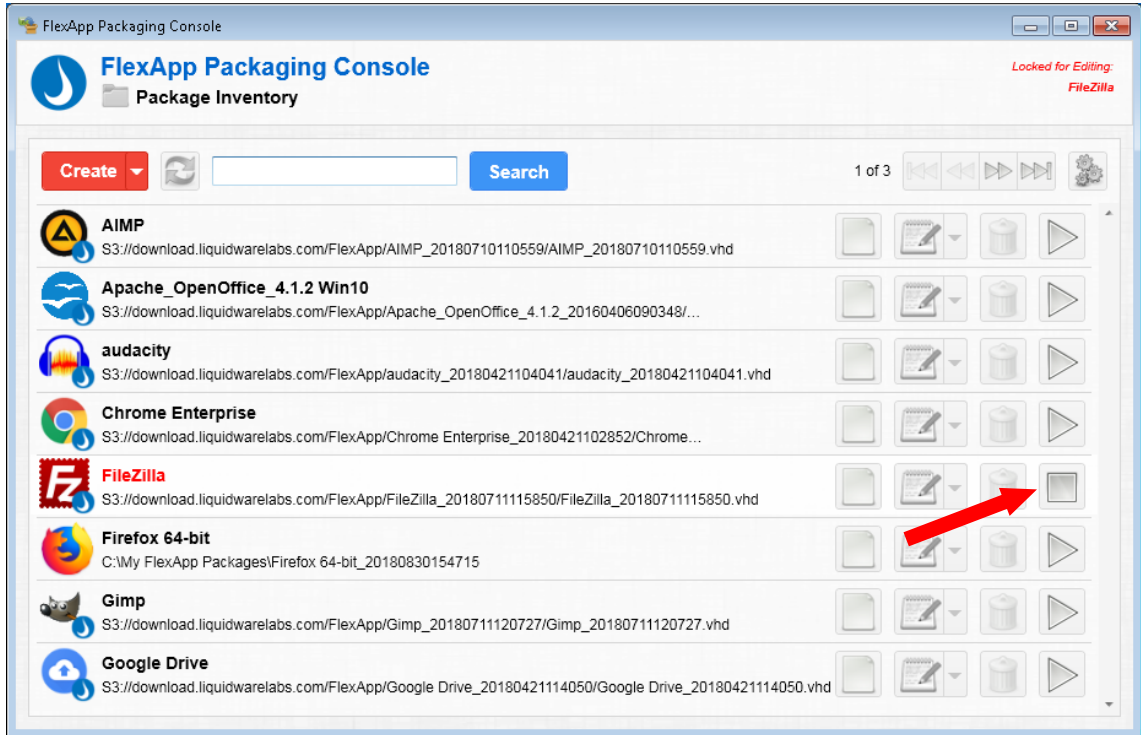 FlexApp Packaging Console
FlexApp Packaging Console
Package Inventory
Locked for Editing:
FileZilla
Create
Search
1 of 3
AIMP
S3://download.liquidwarelabs.com/FlexApp/AIMP_20180710110559/AIMP_20180710110559.vhd
Apache_OpenOffice_4.1.2 Win10
S3://download.liquidwarelabs.com/FlexApp/Apache_OpenOffice_4.1.2_20160406090348/...
audacity
S3://download.liquidwarelabs.com/FlexApp/audacity_20180421104041/audacity_20180421104041.vhd
Chrome Enterprise
S3://download.liquidwarelabs.com/FlexApp/Chrome Enterprise_20180421102852/Chrome...
Fz
FileZilla
S3://download.liquidwarelabs.com/FlexApp/FileZilla_20180711115850/FileZilla_20180711115850.vhd
Firefox 64-bit
C:\My FlexApp Packages\Firefox 64-bit_20180830154715
Gimp
S3://download.liquidwarelabs.com/FlexApp/Gimp_20180711120727/Gimp_20180711120727.vhd
Google Drive
S3://download.liquidwarelabs.com/FlexApp/Google Drive_20180421114050/Google Drive_20180421114050.vhd